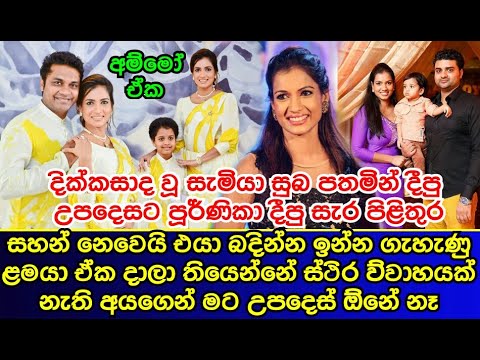 අම්මෝ
ඒක
දික්කසාද වූ සැමියා සුබ පතමින් දීපු
උපදෙසට පූර්ණිකා දීපු සැර පිළිතුර
සහන් නෙවෙයි එයා බදින්න ඉන්න ගැහැණු
ළමයා ඒක දාලා තියෙන්නේ ස්ථිර විවාහයක්
නැති අයගෙන් මට උපදෙස් ඕනේ නෑ